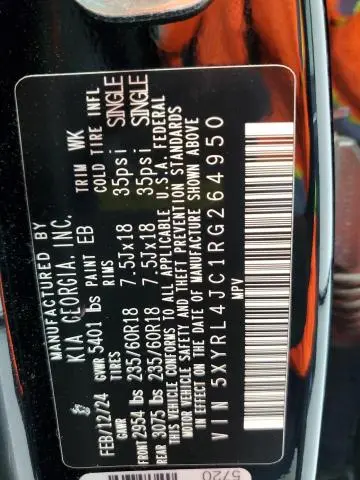 MANUFACTURED BY
KIA GEORGIA, INC.
FEB/12/24 GVWR 5401 lbs PAINT EB TRIM WK
GAWR TIRES RIMS COLD TIRE INFL
FRONT 2954 lbs 235/60R18 7.5Jx18 35psi SINGLE
REAR 3075 lbs 235/60R18 7.5Jx18 35psi SINGLE
THIS VEHICLE CONFORMS TO ALL APPLICABLE U.S.A. FEDERAL
MOTOR VEHICLE SAFETY AND THEFT PREVENTION STANDARDS
IN EFFECT ON THE DATE OF MANUFACTURE SHOWN ABOVE
VIN 5XYRL4JC1RG264950
MPV
5720